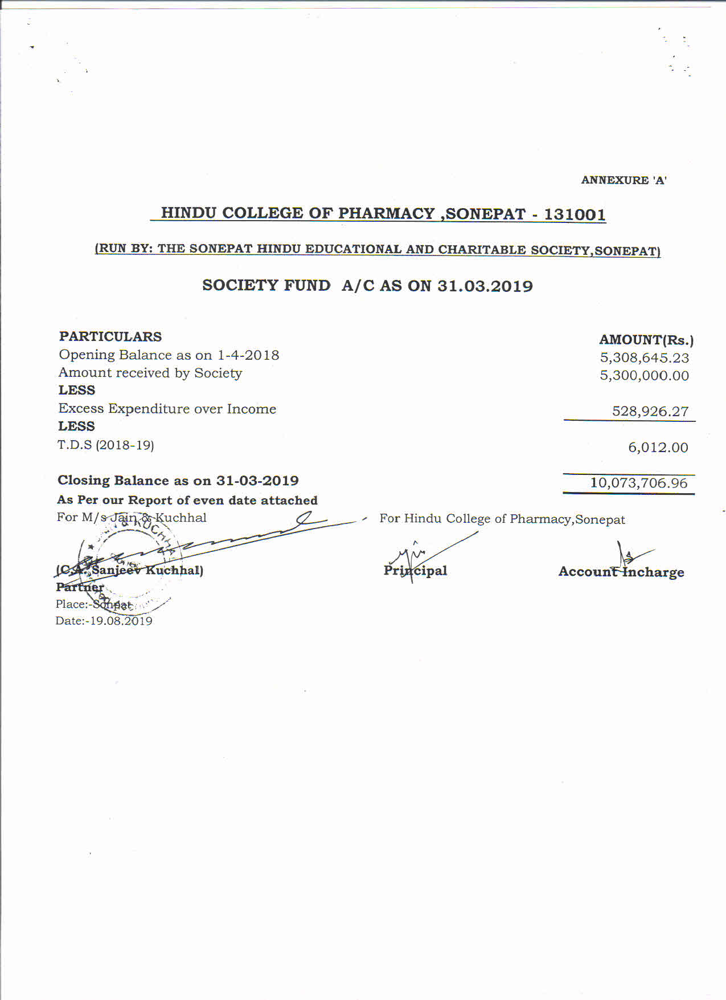 ANNEXURE 'A'
HINDU COLLEGE OF PHARMACY ,SONEPAT - 131001
(RUN BY: THE SONEPAT HINDU EDUCATIONAL AND CHARITABLE SOCIETY,SONEPAT)
SOCIETY FUND A/C AS ON 31.03.2019
PARTICULARS AMOUNT(Rs.)
Opening Balance as on 1-4-2018 5,308,645.23
Amount received by Society 5,300,000.00
LESS
Excess Expenditure over Income 528,926.27
LESS
T.D.S (2018-19) 6,012.00
Closing Balance as on 31-03-2019 10,073,706.96
As Per our Report of even date attached
For M/s Jain & Kuchhal For Hindu College of Pharmacy,Sonepat
(C.A. Sanjeev Kuchhal) Principal Account Incharge
Partner
Place:-Sonpat
Date:-19.08.2019